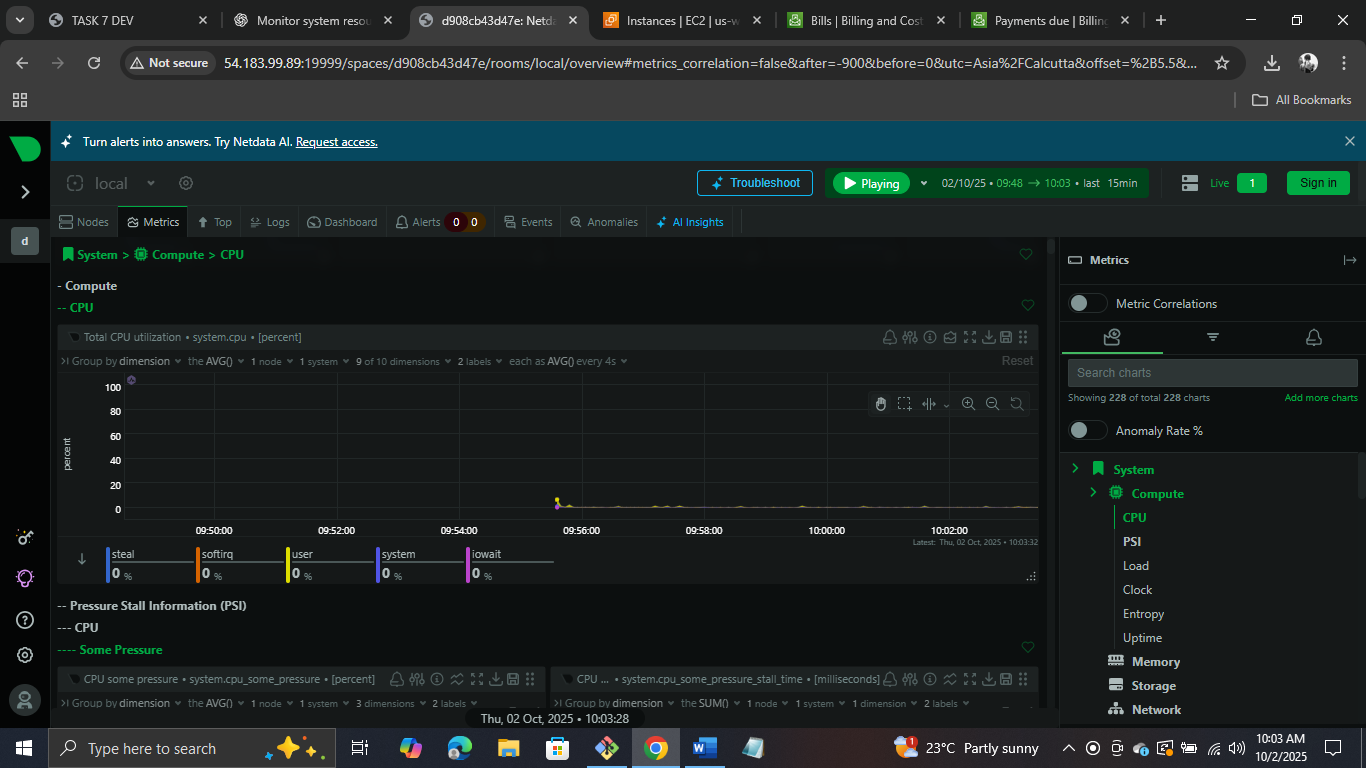 TASK 7 DEV
Monitor system resou
d908cb43d47e: Netda
Instances | EC2 | us-w
Bills | Billing and Cost
Payments due | Billing
Not secure
54.183.99.89:19999/spaces/d908cb43d47e/rooms/local/overview#metrics_correlation=false&after=-900&before=0&utc=Asia%2FCalcutta&offset=%2B5.5&...
All Bookmarks
Turn alerts into answers. Try Netdata AI. Request access.
local
Troubleshoot
Playing
02/10/25 • 09:48 → 10:03 • last 15min
Live 1
Sign in
d
Nodes
Metrics
Top
Logs
Dashboard
Alerts 0 0
Events
Anomalies
AI Insights
System > Compute > CPU
- Compute
-- CPU
Total CPU utilization • system.cpu • [percent]
Group by dimension the AVG() 1 node 1 system 9 of 10 dimensions 2 labels each as AVG() every 4s
Reset
percent
100
80
60
40
20
0
09:50:00 09:52:00 09:54:00 09:56:00 09:58:00 10:00:00 10:02:00
Latest: Thu, 02 Oct, 2025 • 10:03:32
steal softirq user system iowait
0 % 0 % 0 % 0 % 0 %
-- Pressure Stall Information (PSI)
--- CPU
---- Some Pressure
CPU some pressure • system.cpu_some_pressure • [percent]
Group by dimension the AVG() 1 node 1 system 3 dimensions 2 labels
CPU ... • system.cpu_some_pressure_stall_time • [milliseconds]
Group by dimension the SUM() 1 node 1 system 1 dimension 2 labels
Thu, 02 Oct, 2025 • 10:03:28
Metrics
Metric Correlations
Search charts
Showing 228 of total 228 charts
Add more charts
Anomaly Rate %
System
Compute
CPU
PSI
Load
Clock
Entropy
Uptime
Memory
Storage
Network
Type here to search
1
23°C Partly sunny
10:03 AM
10/2/2025